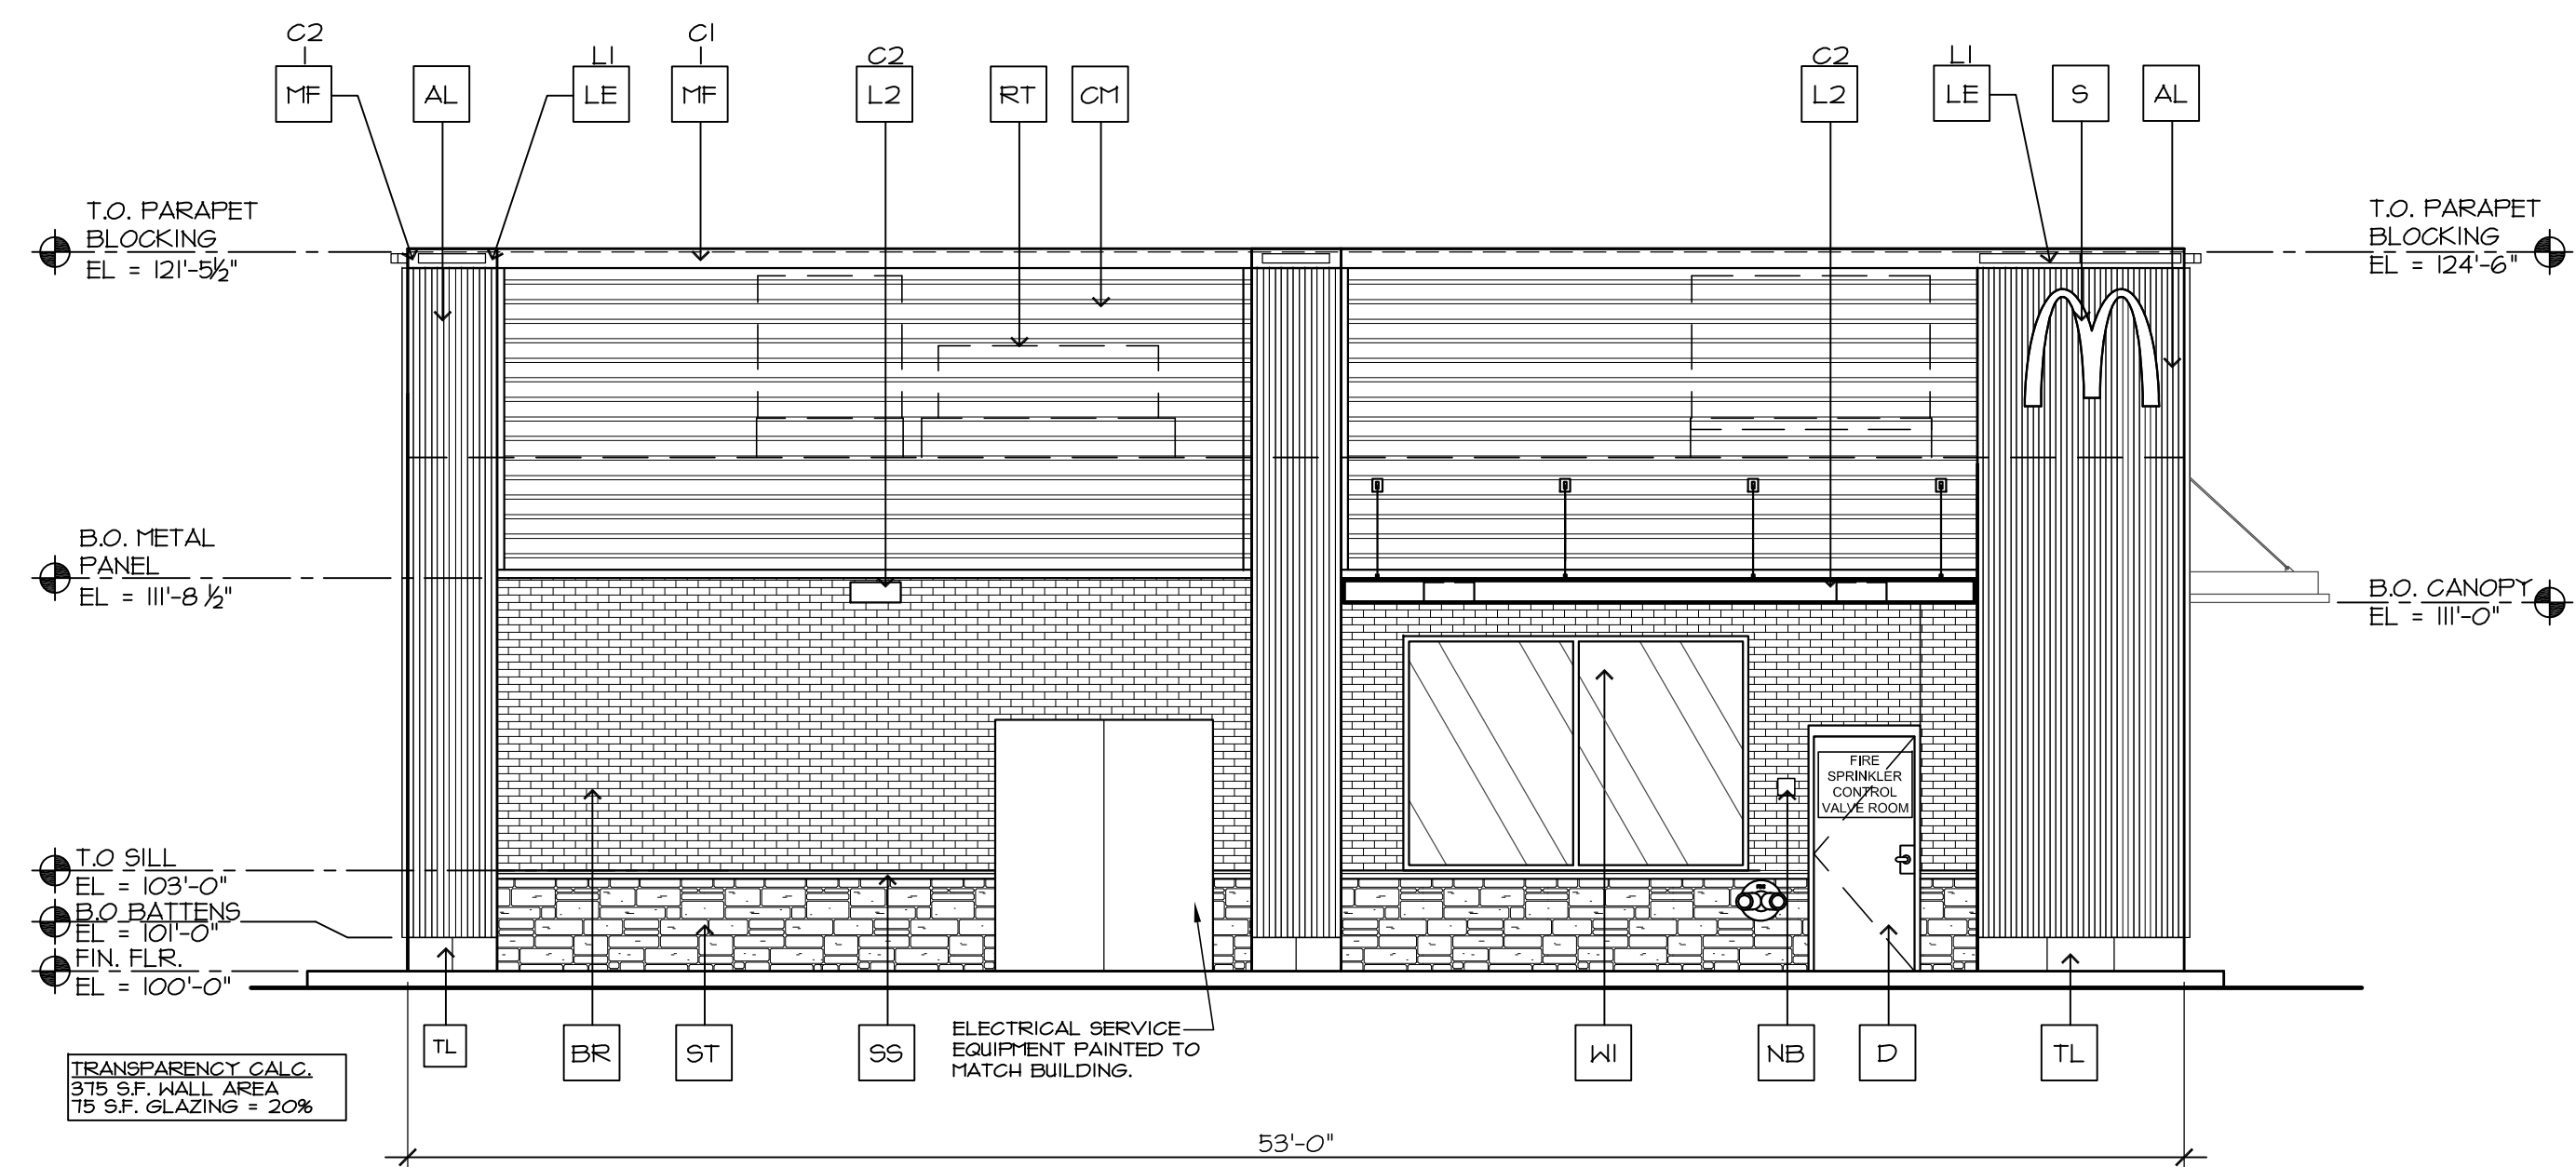 C2
MF
AL
L1
LE
C1
MF
C2
L2
RT
CM
C2
L2
L1
LE
S
AL
T.O. PARAPET
BLOCKING
EL = 121'-5½"
T.O. PARAPET
BLOCKING
EL = 124'-6"
B.O. METAL
PANEL
EL = 111'-8 ½"
B.O. CANOPY
EL = 111'-0"
FIRE
SPRINKLER
CONTROL
VALVE ROOM
T.O SILL
EL = 103'-0"
B.O BATTENS
EL = 101'-0"
FIN. FLR.
EL = 100'-0"
TL
BR
ST
SS
ELECTRICAL SERVICE
EQUIPMENT PAINTED TO
MATCH BUILDING.
WI
NB
D
TL
TRANSPARENCY CALC.
375 S.F. WALL AREA
75 S.F. GLAZING = 20%
53'-0"